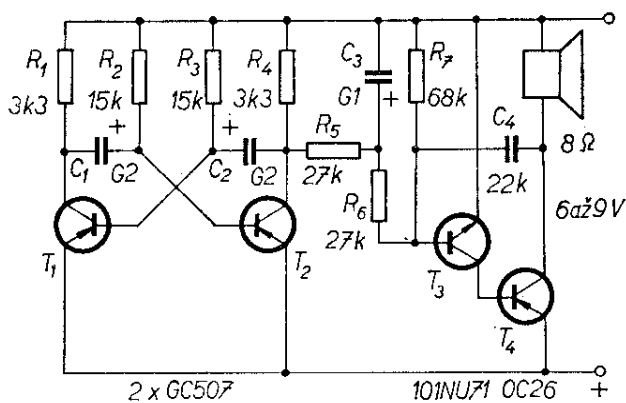 R1
3k3
R2
15k
R3
15k
R4
3k3
C3
G1
+
R7
68k
8Ω
+
C1
G2
+
C2
G2
R5
27k
C4
22k
R6
27k
6až9V
T1
T2
T3
T4
2 x GC507
101NU71 OC26
+